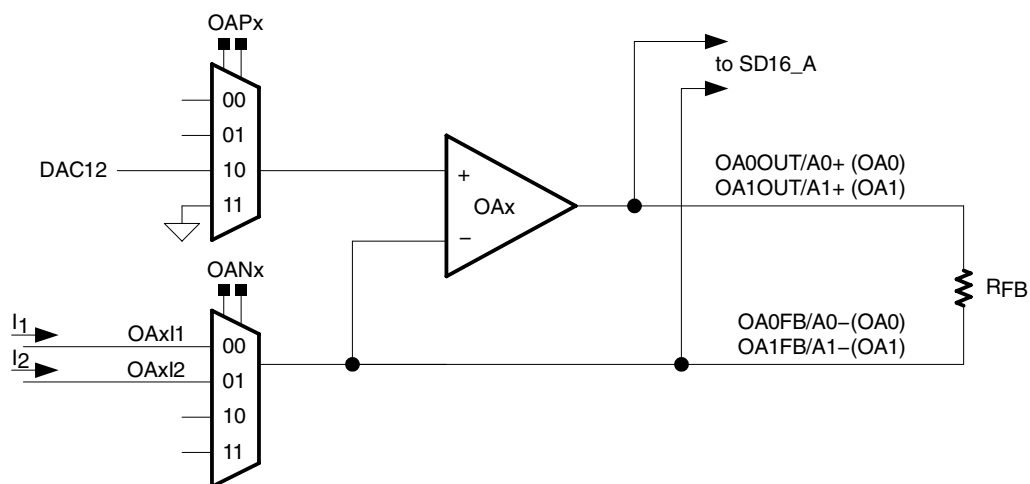 OAPx
00
01
DAC12
10
11
+
OAx
−
to SD16_A
OA0OUT/A0+ (OA0)
OA1OUT/A1+ (OA1)
RFB
OA0FB/A0−(OA0)
OA1FB/A1−(OA1)
OANx
I1
OAxI1
00
I2
OAxI2
01
10
11